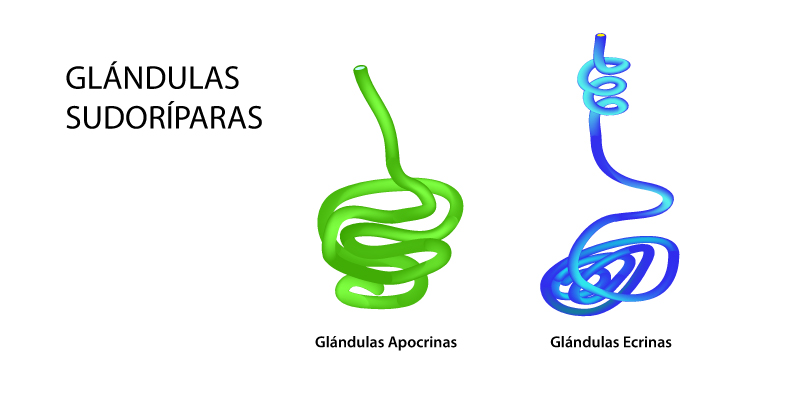 GLÁNDULAS
SUDORÍPARAS
Glándulas Apocrinas
Glándulas Ecrinas